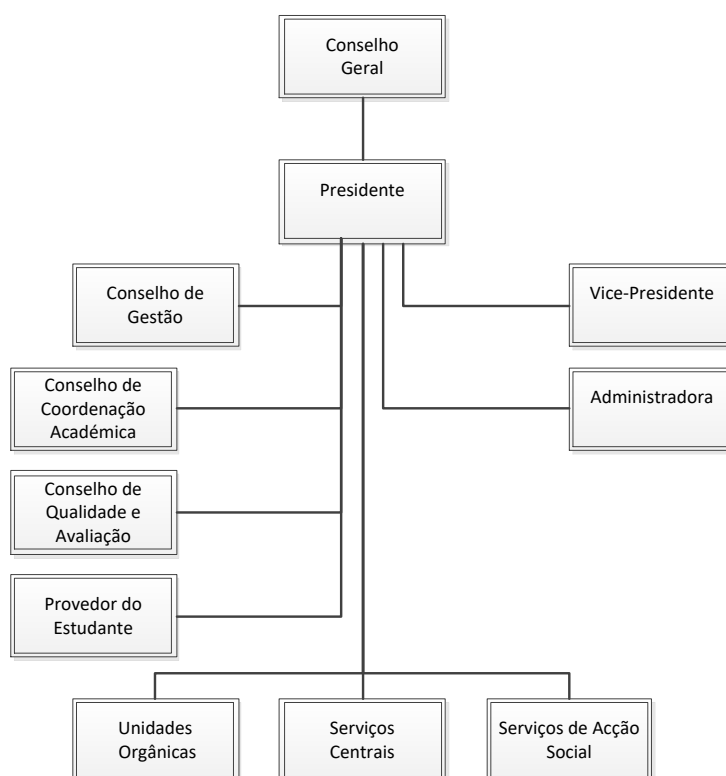 Conselho
Geral
Presidente
Conselho de
Gestão
Vice-Presidente
Conselho de
Coordenação
Académica
Administradora
Conselho de
Qualidade e
Avaliação
Provedor do
Estudante
Unidades
Orgânicas
Serviços
Centrais
Serviços de Acção
Social